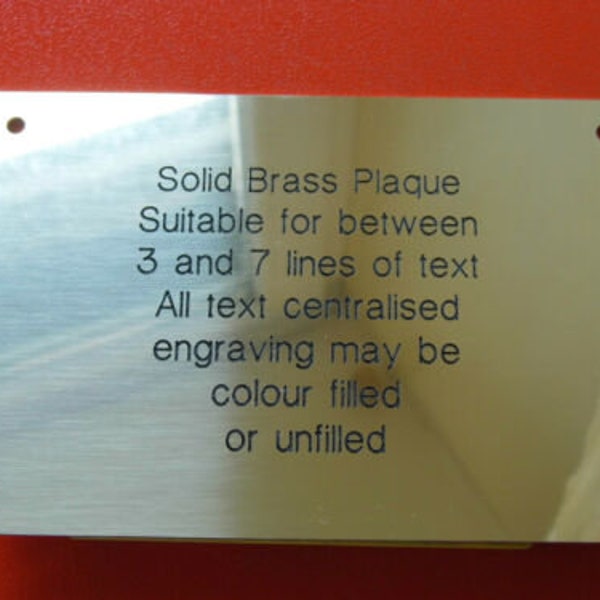 Solid Brass Plaque
Suitable for between
3 and 7 lines of text
All text centralised
engraving may be
colour filled
or unfilled